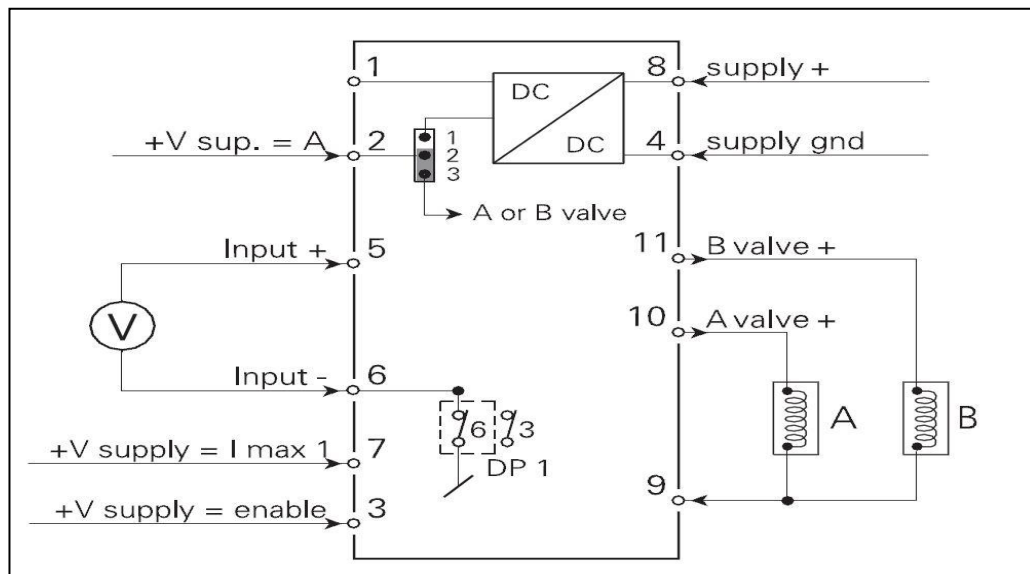 1
DC
DC
8
supply +
+V sup. = A
2
1
2
3
4
supply gnd
A or B valve
Input +
5
11
B valve +
V
10
A valve +
Input -
6
6
3
DP 1
A
B
+V supply = I max 1
7
9
+V supply = enable
3